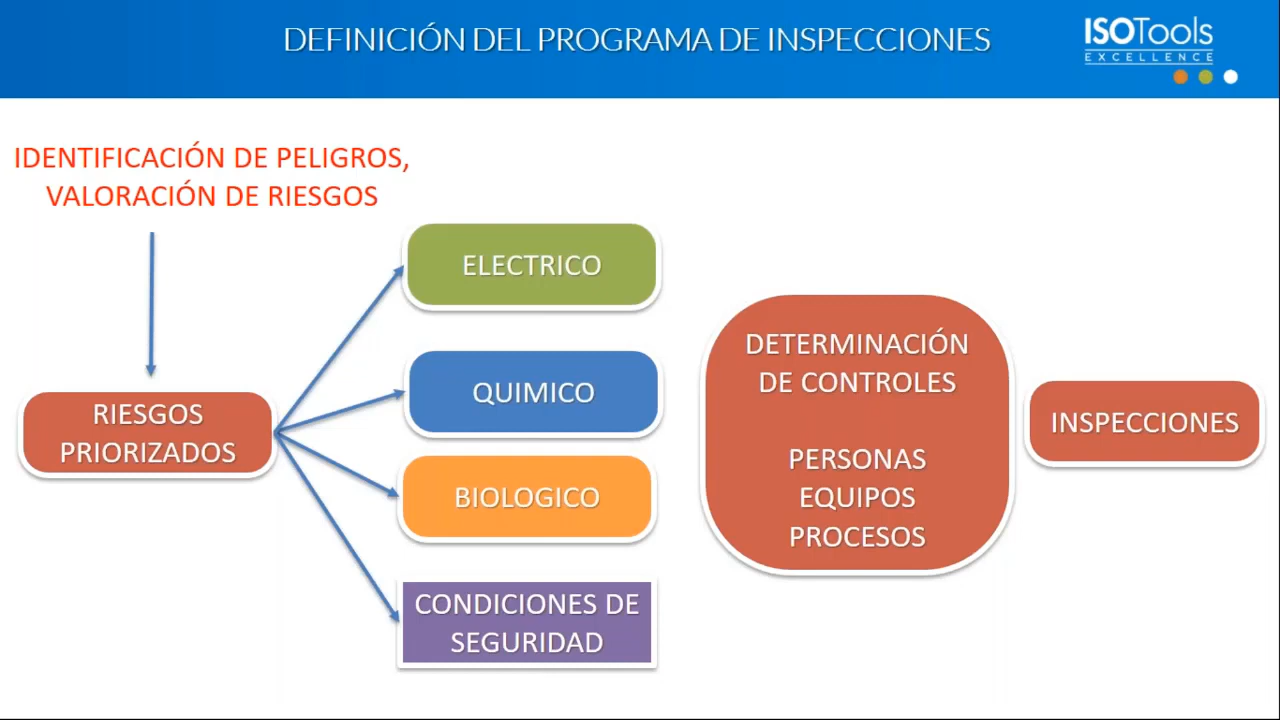 DEFINICIÓN DEL PROGRAMA DE INSPECCIONES
ISOTools
EXCELLENCE
IDENTIFICACIÓN DE PELIGROS,
VALORACIÓN DE RIESGOS
RIESGOS
PRIORIZADOS
ELECTRICO
QUIMICO
BIOLOGICO
CONDICIONES DE
SEGURIDAD
DETERMINACIÓN
DE CONTROLES
PERSONAS
EQUIPOS
PROCESOS
INSPECCIONES